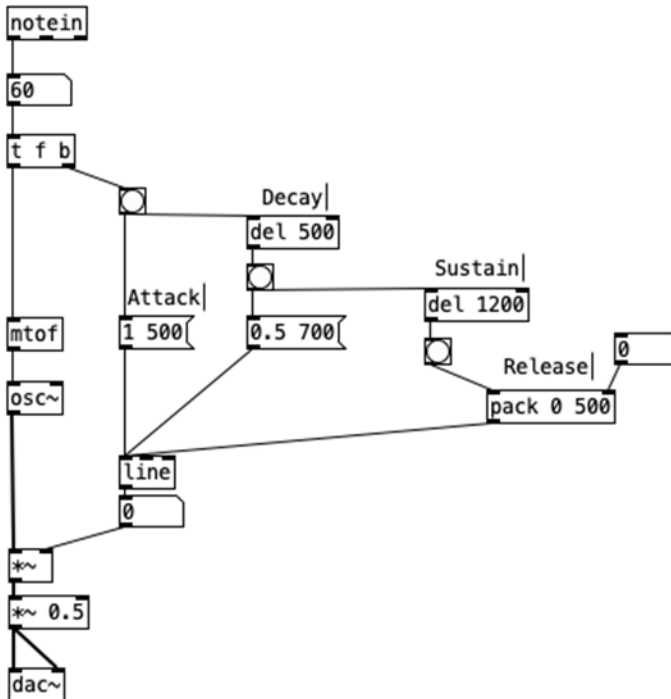 notein
60
t f b
Decay
del 500
Sustain
del 1200
Attack
mtof
1 500
0.5 700
0
Release
osc~
pack 0 500
line
0
*~
*~ 0.5
dac~